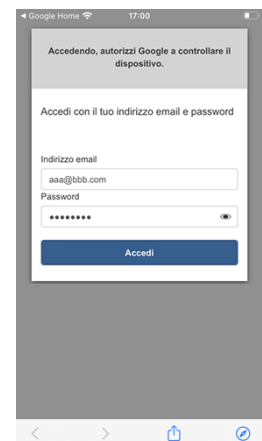 Google Home 17:00
Accedendo, autorizzi Google a controllare il
dispositivo.
Accedi con il tuo indirizzo email e password
Indirizzo email
aaa@bbb.com
Password
••••••••
Accedi